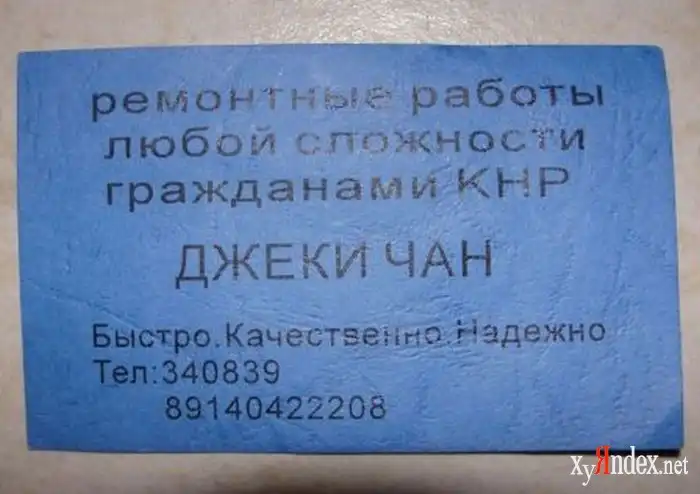 ремонтные работы
любой сложности
гражданами КНР
ДЖЕКИ ЧАН
Быстро.Качественно.Надежно
Тел:340839
89140422208
XyЯndex.net